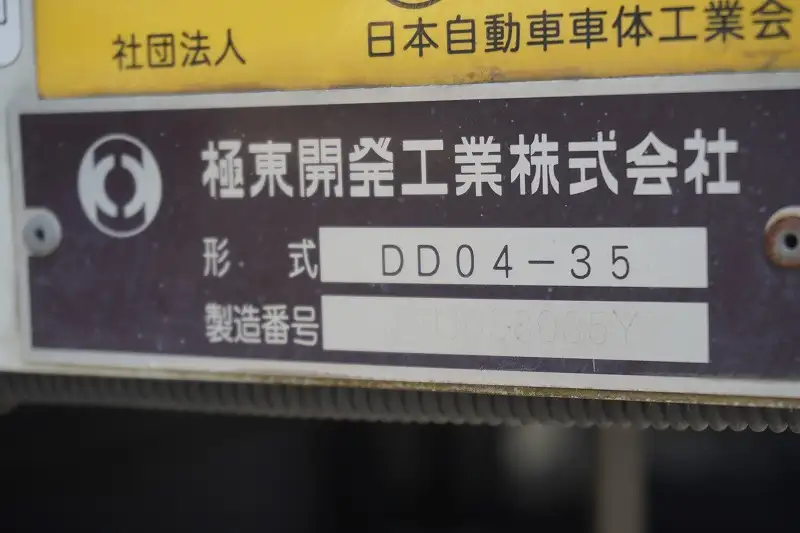 社団法人 日本自動車車体工業会
極東開発工業株式会社
形 式 DD04-35
製造番号